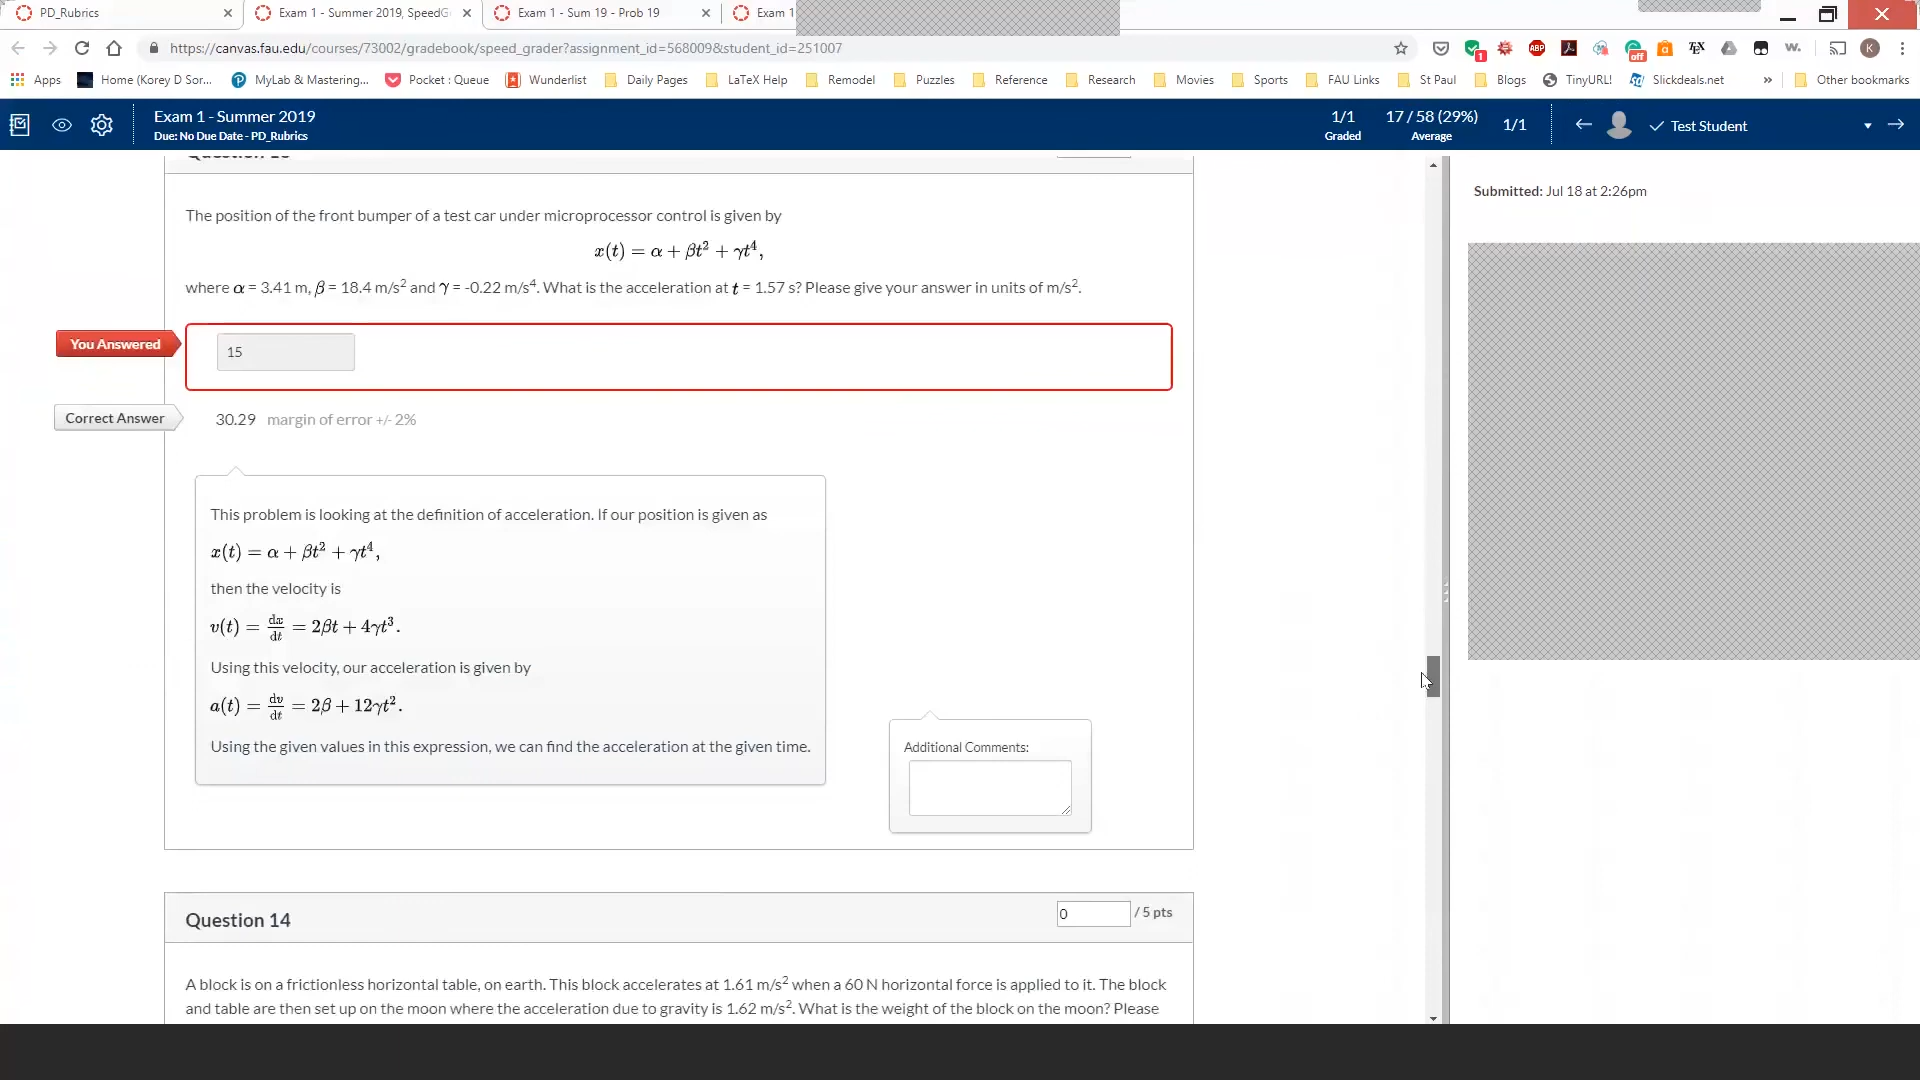 PD_Rubrics
Exam 1 - Summer 2019, SpeedG
Exam 1 - Sum 19 - Prob 19
Exam 1
https://canvas.fau.edu/courses/73002/gradebook/speed_grader?assignment_id=568009&student_id=251007
1
ABP
off
TEX
w.
K
Apps
Home (Korey D Sor...
MyLab & Mastering...
Pocket : Queue
Wunderlist
Daily Pages
LaTeX Help
Remodel
Puzzles
Reference
Research
Movies
Sports
FAU Links
St Paul
Blogs
TinyURL!
Slickdeals.net
»
Other bookmarks
Exam 1 - Summer 2019
Due: No Due Date - PD_Rubrics
1/1
Graded
17 / 58 (29%)
Average
1/1
Test Student
Submitted: Jul 18 at 2:26pm
The position of the front bumper of a test car under microprocessor control is given by
x(t) = α + βt² + γt⁴,
where α = 3.41 m, β = 18.4 m/s² and γ = -0.22 m/s⁴. What is the acceleration at t = 1.57 s? Please give your answer in units of m/s².
You Answered
15
Correct Answer
30.29 margin of error +/- 2%
This problem is looking at the definition of acceleration. If our position is given as
x(t) = α + βt² + γt⁴,
then the velocity is
v(t) = dx/dt = 2βt + 4γt³.
Using this velocity, our acceleration is given by
a(t) = dv/dt = 2β + 12γt².
Using the given values in this expression, we can find the acceleration at the given time.
Additional Comments:
Question 14
0 / 5 pts
A block is on a frictionless horizontal table, on earth. This block accelerates at 1.61 m/s² when a 60 N horizontal force is applied to it. The block
and table are then set up on the moon where the acceleration due to gravity is 1.62 m/s². What is the weight of the block on the moon? Please